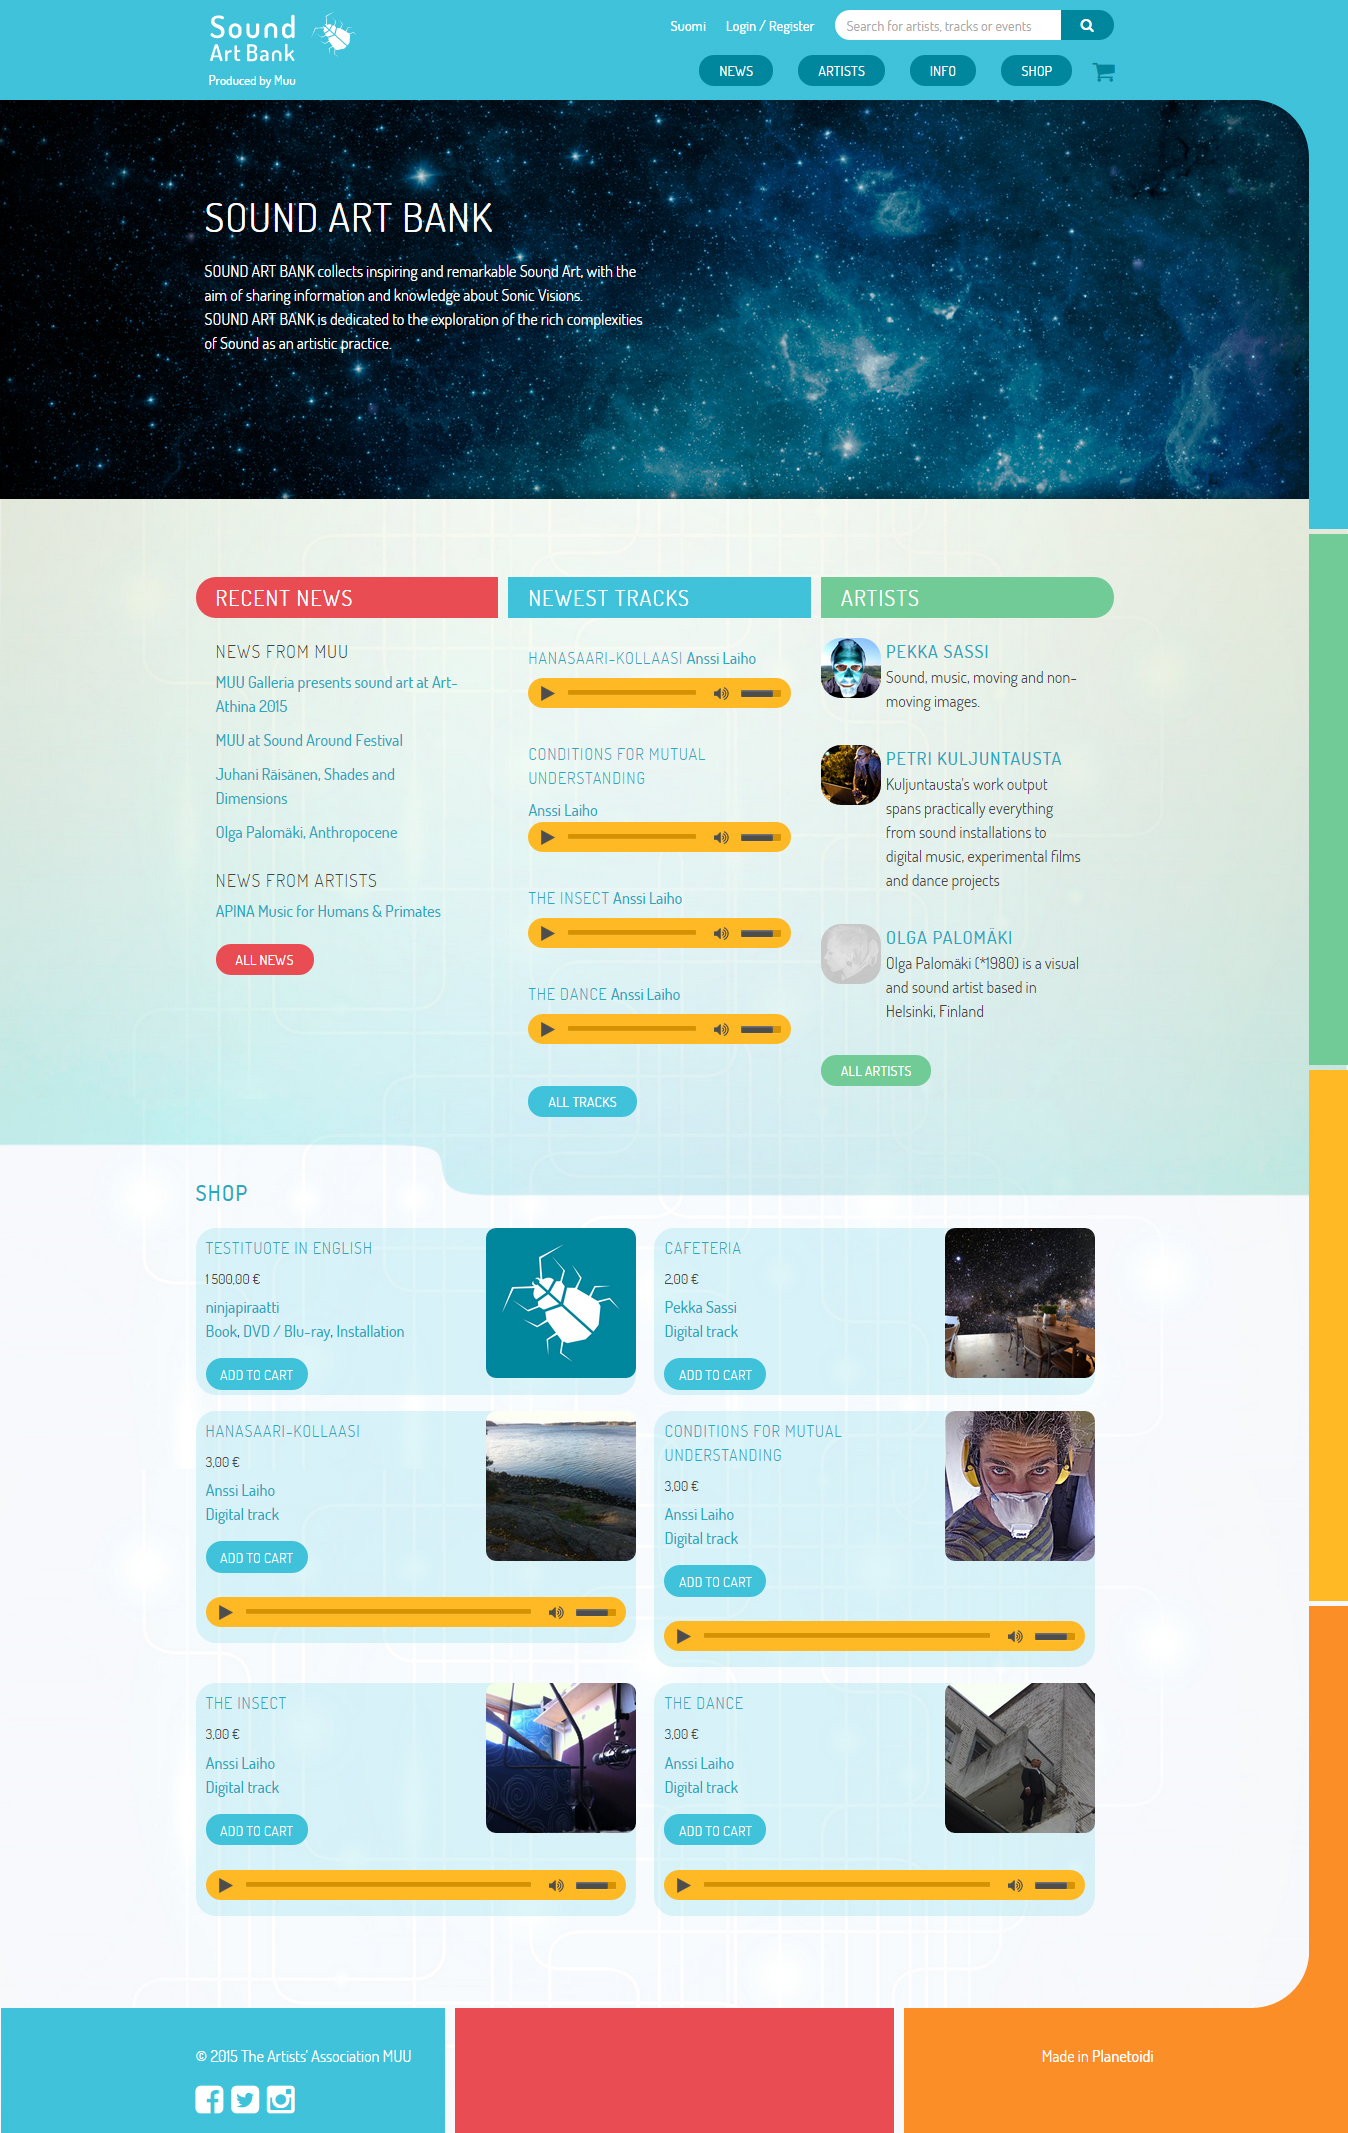 Sound
Art Bank
Produced by Muu
Suomi
Login / Register
Search for artists, tracks or events
NEWS
ARTISTS
INFO
SHOP
SOUND ART BANK
SOUND ART BANK collects inspiring and remarkable Sound Art, with the
aim of sharing information and knowledge about Sonic Visions.
SOUND ART BANK is dedicated to the exploration of the rich complexities
of Sound as an artistic practice.
RECENT NEWS
NEWS FROM MUU
MUU Galleria presents sound art at Art-
Athina 2015
MUU at Sound Around Festival
Juhani Räisänen, Shades and
Dimensions
Olga Palomäki, Anthropocene
NEWS FROM ARTISTS
APINA Music for Humans & Primates
ALL NEWS
NEWEST TRACKS
HANASAARI-KOLLAASI Anssi Laiho
CONDITIONS FOR MUTUAL
UNDERSTANDING
Anssi Laiho
THE INSECT Anssi Laiho
THE DANCE Anssi Laiho
ALL TRACKS
ARTISTS
PEKKA SASSI
Sound, music, moving and non-
moving images.
PETRI KULJUNTAUSTA
Kuljuntausta's work output
spans practically everything
from sound installations to
digital music, experimental films
and dance projects
OLGA PALOMÄKI
Olga Palomäki (*1980) is a visual
and sound artist based in
Helsinki, Finland
ALL ARTISTS
SHOP
TESTITUOTE IN ENGLISH
1 500,00 €
ninjapiraatti
Book, DVD / Blu-ray, Installation
ADD TO CART
CAFETERIA
2,00 €
Pekka Sassi
Digital track
ADD TO CART
HANASAARI-KOLLAASI
3,00 €
Anssi Laiho
Digital track
ADD TO CART
CONDITIONS FOR MUTUAL
UNDERSTANDING
3,00 €
Anssi Laiho
Digital track
ADD TO CART
THE INSECT
3,00 €
Anssi Laiho
Digital track
ADD TO CART
THE DANCE
3,00 €
Anssi Laiho
Digital track
ADD TO CART
© 2015 The Artists' Association MUU
Made in Planetoidi